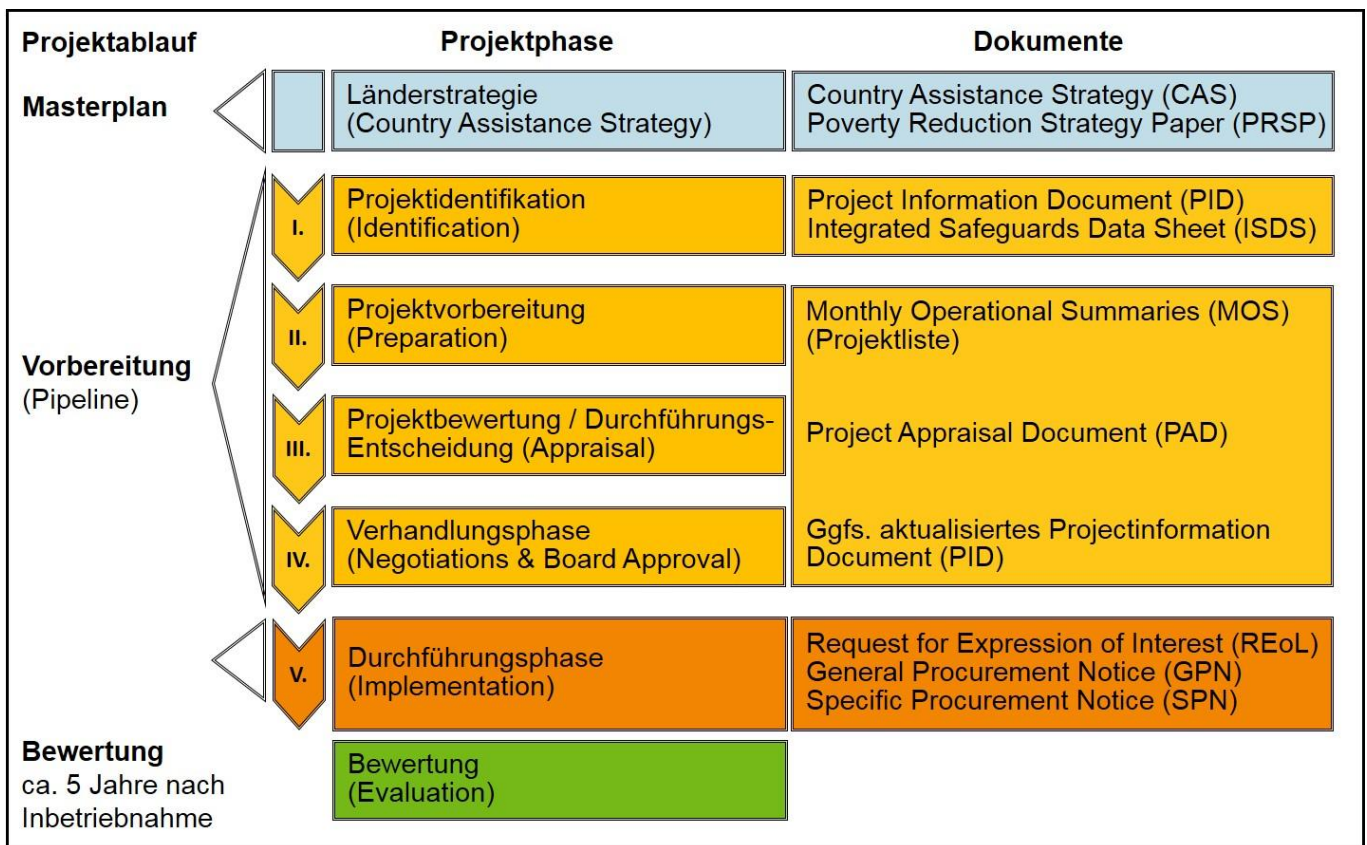 Projektablauf
Projektphase
Dokumente
Masterplan
Länderstrategie
(Country Assistance Strategy)
Country Assistance Strategy (CAS)
Poverty Reduction Strategy Paper (PRSP)
Vorbereitung
(Pipeline)
I.
Projektidentifikation
(Identification)
Project Information Document (PID)
Integrated Safeguards Data Sheet (ISDS)
II.
Projektvorbereitung
(Preparation)
Monthly Operational Summaries (MOS)
(Projektliste)
III.
Projektbewertung / Durchführungs-
Entscheidung (Appraisal)
Project Appraisal Document (PAD)
IV.
Verhandlungsphase
(Negotiations & Board Approval)
Ggfs. aktualisiertes Projectinformation
Document (PID)
V.
Durchführungsphase
(Implementation)
Request for Expression of Interest (REoL)
General Procurement Notice (GPN)
Specific Procurement Notice (SPN)
Bewertung
ca. 5 Jahre nach
Inbetriebnahme
Bewertung
(Evaluation)